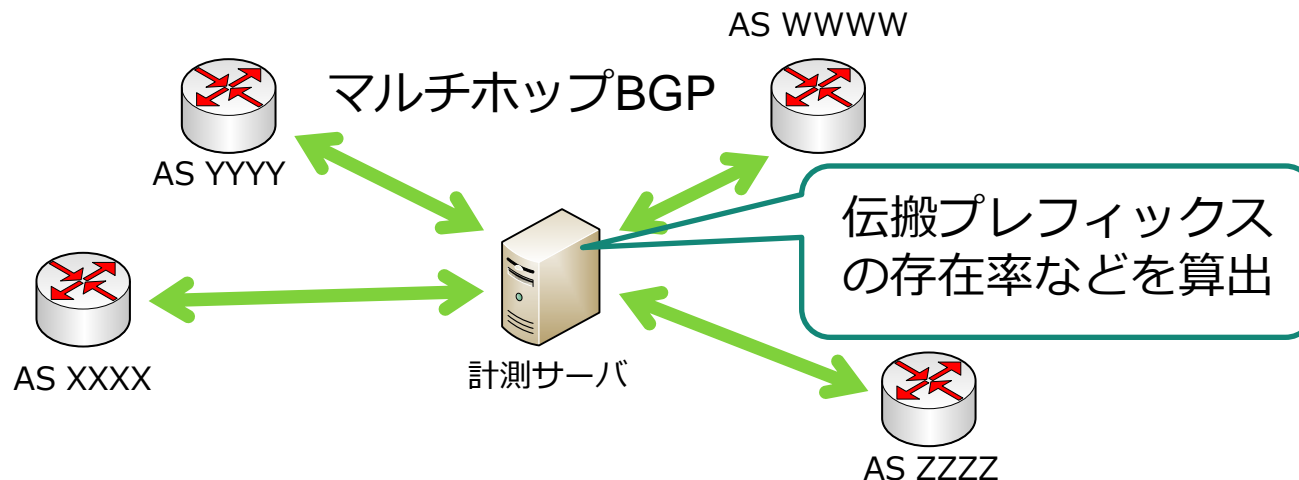 AS WWWW
マルチホップBGP
AS YYYY
伝搬プレフィックス
の存在率などを算出
AS XXXX
計測サーバ
AS ZZZZ